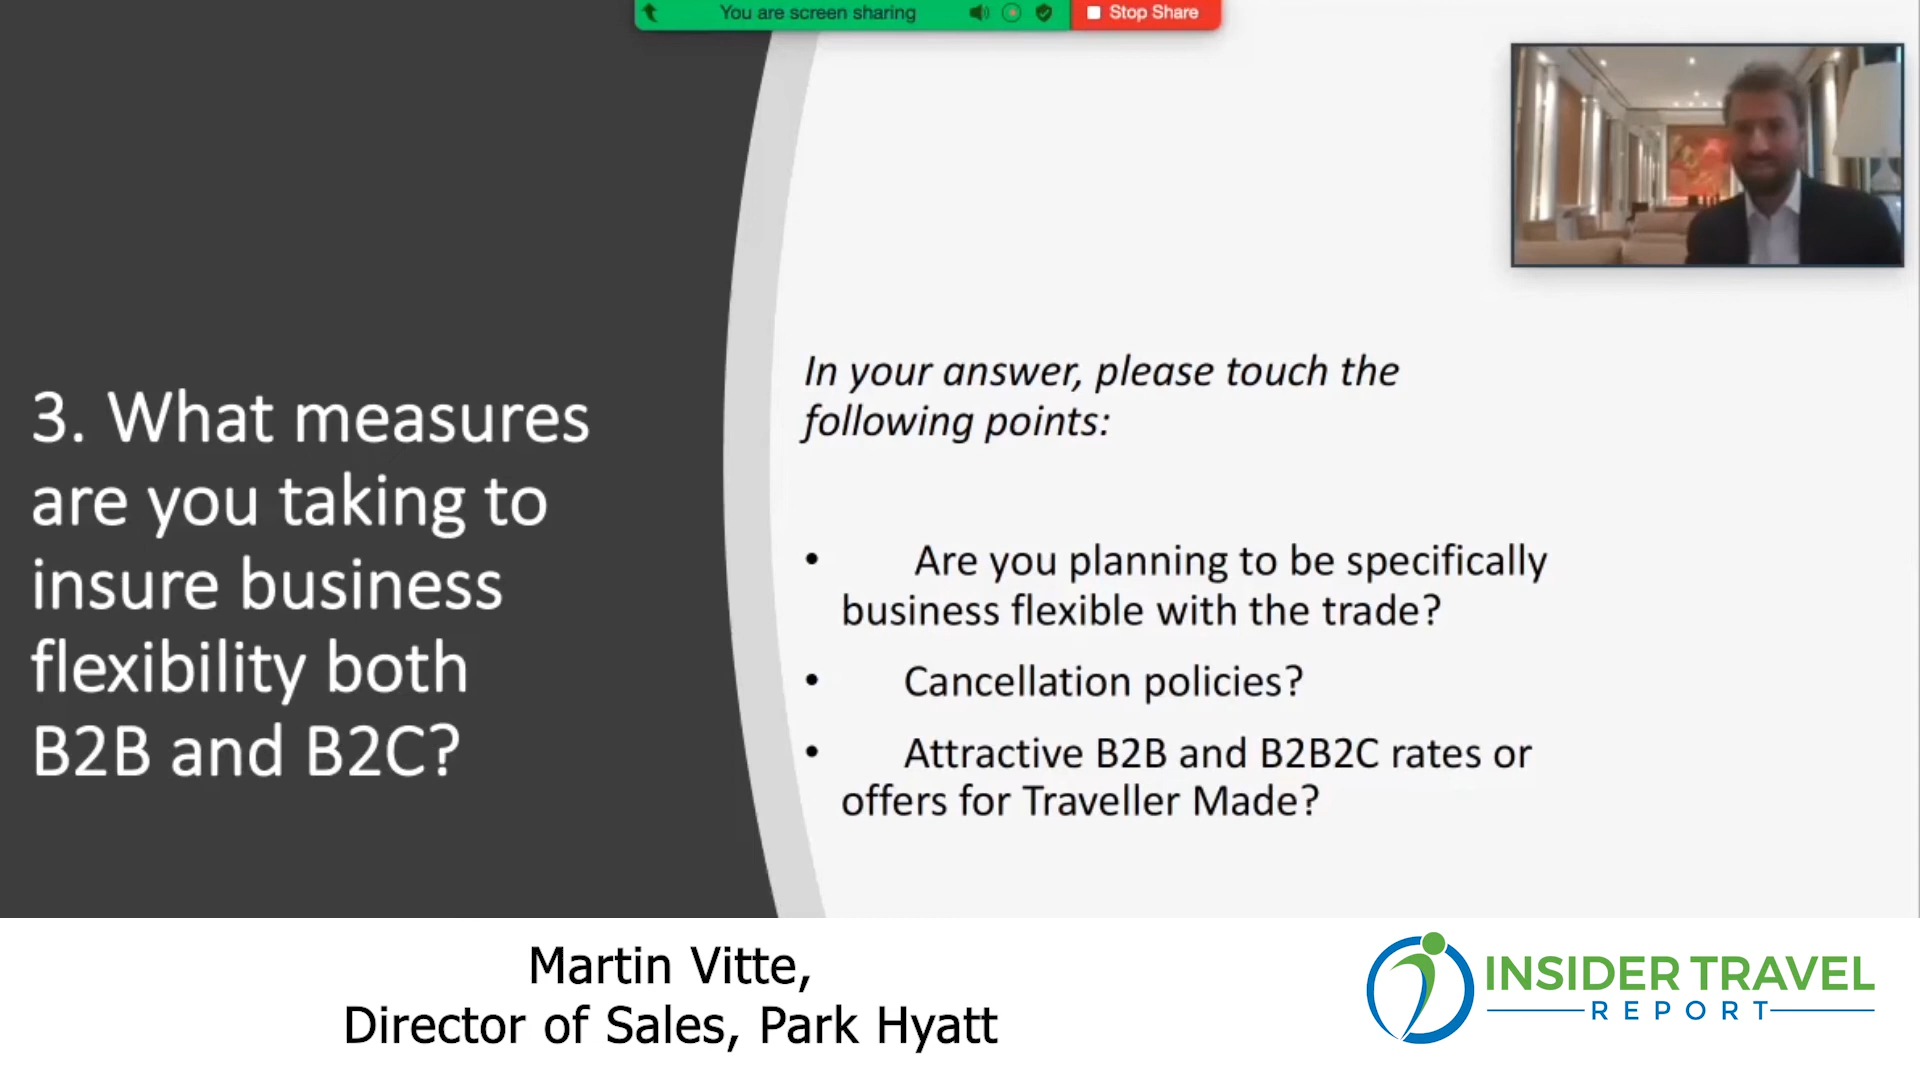 You are screen sharing
Stop Share
3. What measures
are you taking to
insure business
flexibility both
B2B and B2C?
In your answer, please touch the
following points:
• Are you planning to be specifically
business flexible with the trade?
• Cancellation policies?
• Attractive B2B and B2B2C rates or
offers for Traveller Made?
Martin Vitte,
Director of Sales, Park Hyatt
INSIDER TRAVEL
REPORT